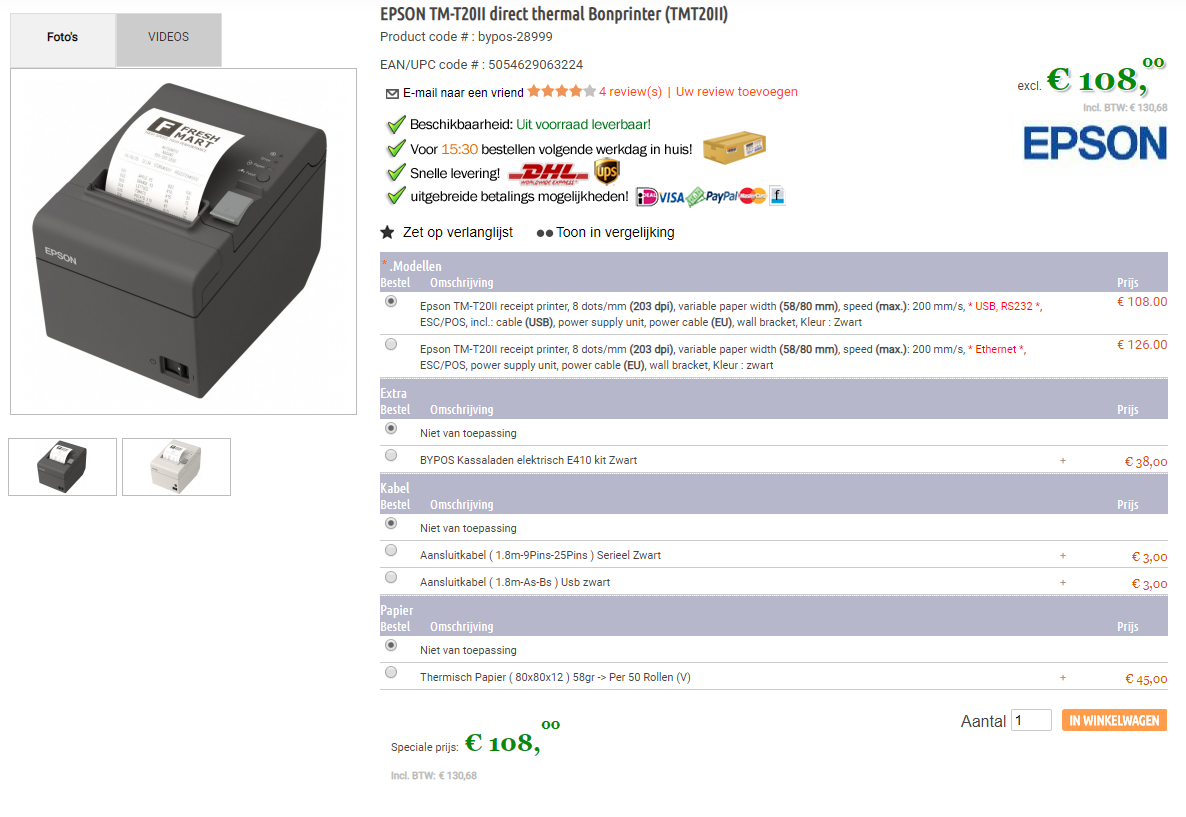 EPSON TM-T20II direct thermal Bonprinter (TMT20II)
Foto's
VIDEOS
Product code # : bypos-28999
EAN/UPC code # : 5054629063224
E-mail naar een vriend 4 review(s) | Uw review toevoegen
excl. € 108,00
Incl. BTW: € 130,68
EPSON
Beschikbaarheid: Uit voorraad leverbaar!
Voor 15:30 bestellen volgende werkdag in huis!
Snelle levering! DHL WORLDWIDE EXPRESS ups
uitgebreide betalings mogelijkheden! iDEAL VISA PayPal MasterCard
FRESH
MART
EPSON
Zet op verlanglijst Toon in vergelijking
* .Modellen
Bestel Omschrijving Prijs
Epson TM-T20II receipt printer, 8 dots/mm (203 dpi), variable paper width (58/80 mm), speed (max.): 200 mm/s, * USB, RS232 *, € 108.00
ESC/POS, incl.: cable (USB), power supply unit, power cable (EU), wall bracket, Kleur : Zwart
Epson TM-T20II receipt printer, 8 dots/mm (203 dpi), variable paper width (58/80 mm), speed (max.): 200 mm/s, * Ethernet *, € 126.00
ESC/POS, power supply unit, power cable (EU), wall bracket, Kleur : zwart
Extra
Bestel Omschrijving Prijs
Niet van toepassing
BYPOS Kassaladen elektrisch E410 kit Zwart + € 38,00
Kabel
Bestel Omschrijving Prijs
Niet van toepassing
Aansluitkabel ( 1.8m-9Pins-25Pins ) Serieel Zwart + € 3,00
Aansluitkabel ( 1.8m-As-Bs ) Usb zwart + € 3,00
Papier
Bestel Omschrijving Prijs
Niet van toepassing
Thermisch Papier ( 80x80x12 ) 58gr -> Per 50 Rollen (V) + € 45,00
Aantal 1 IN WINKELWAGEN
Speciale prijs: € 108,00
Incl. BTW: € 130,68